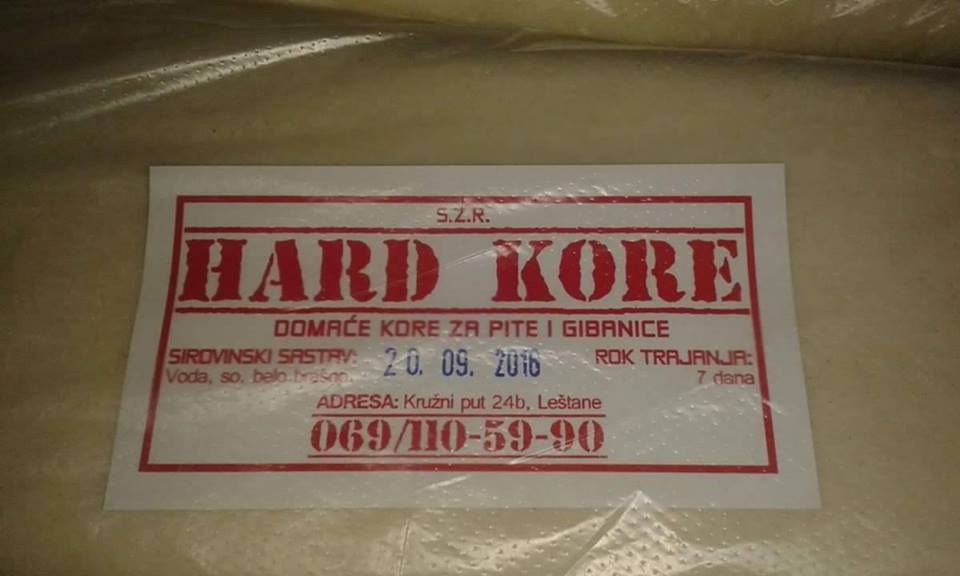 S.Z.R.
HARD KORE
DOMAĆE KORE ZA PITE I GIBANICE
SIROVINSKI SASTAV: 20. 09. 2016 ROK TRAJANJA:
Voda, so, belo brašno. 7 dana
ADRESA: Kružni put 24b, Leštane
069/110-59-90